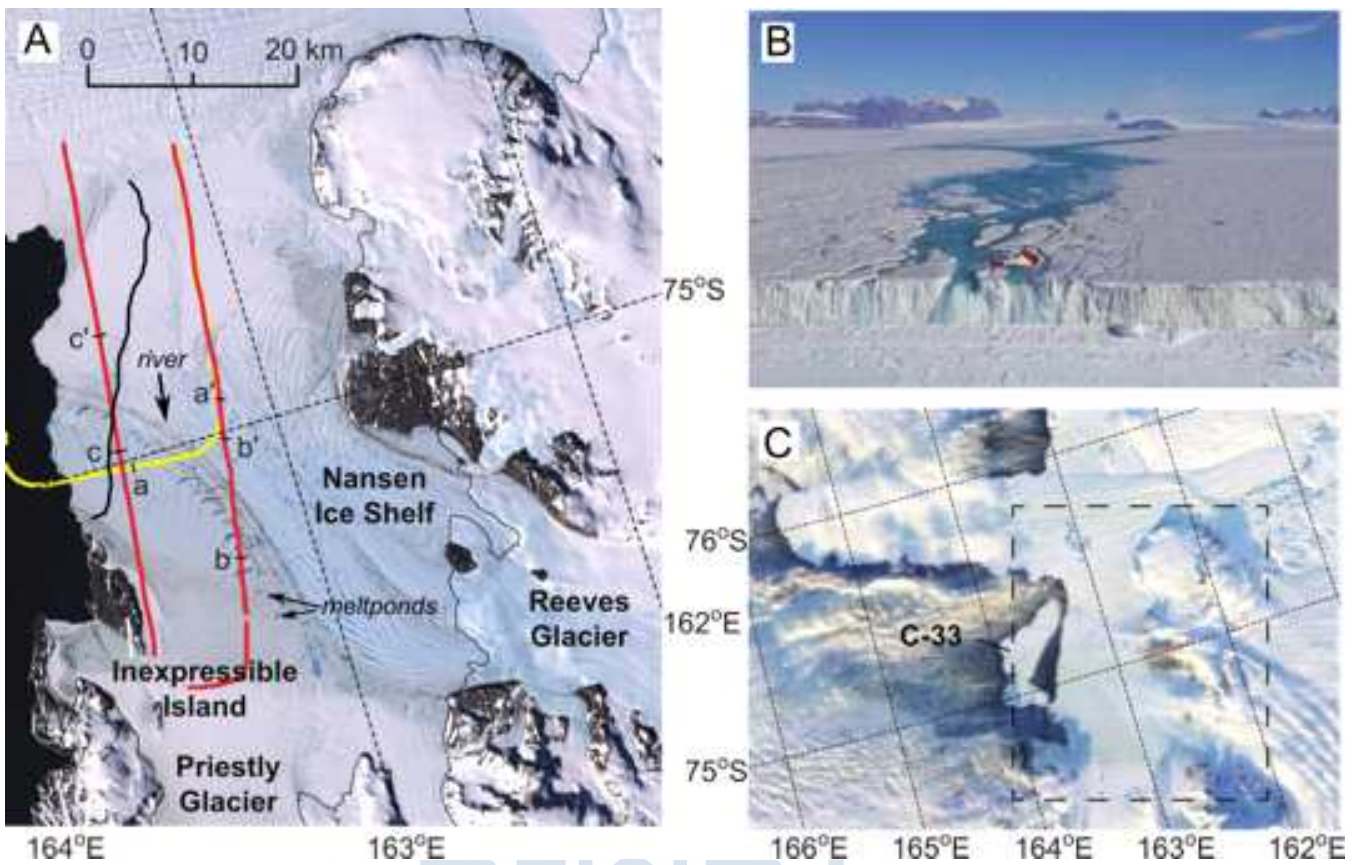 A
0 10 20 km
c'
river
a'
c
a
b'
b
Nansen
Ice Shelf
meltponds
Reeves
Glacier
Inexpressible
Island
Priestly
Glacier
75°S
162°E
164°E
163°E
B
C
C-33
76°S
75°S
166°E 165°E 164°E 163°E 162°E